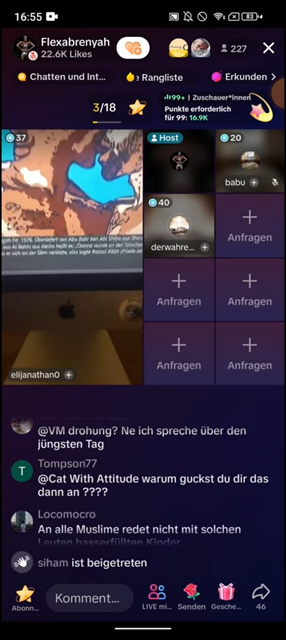 16:55
83
Flexabrenyah
22.6K Likes
227
Chatten und Int...
Rangliste
Erkunden
3/18
99+ | Zuschauer*innen
Punkte erforderlich
für 99: 16.9K
37
Host
20
babu
40
derwahre...
Anfragen
Anfragen
Anfragen
Anfragen
Anfragen
elijanathan0
@VM drohung? Ne ich spreche über den
jüngsten Tag
T
Tompson77
@Cat With Attitude warum guckst du dir das
dann an ????
Locomocro
An alle Muslime redet nicht mit solchen
Leuten hasserfüllten Kinder
siham ist beigetreten
Abonn...
Komment...
LIVE mi...
Senden
Gesche...
46